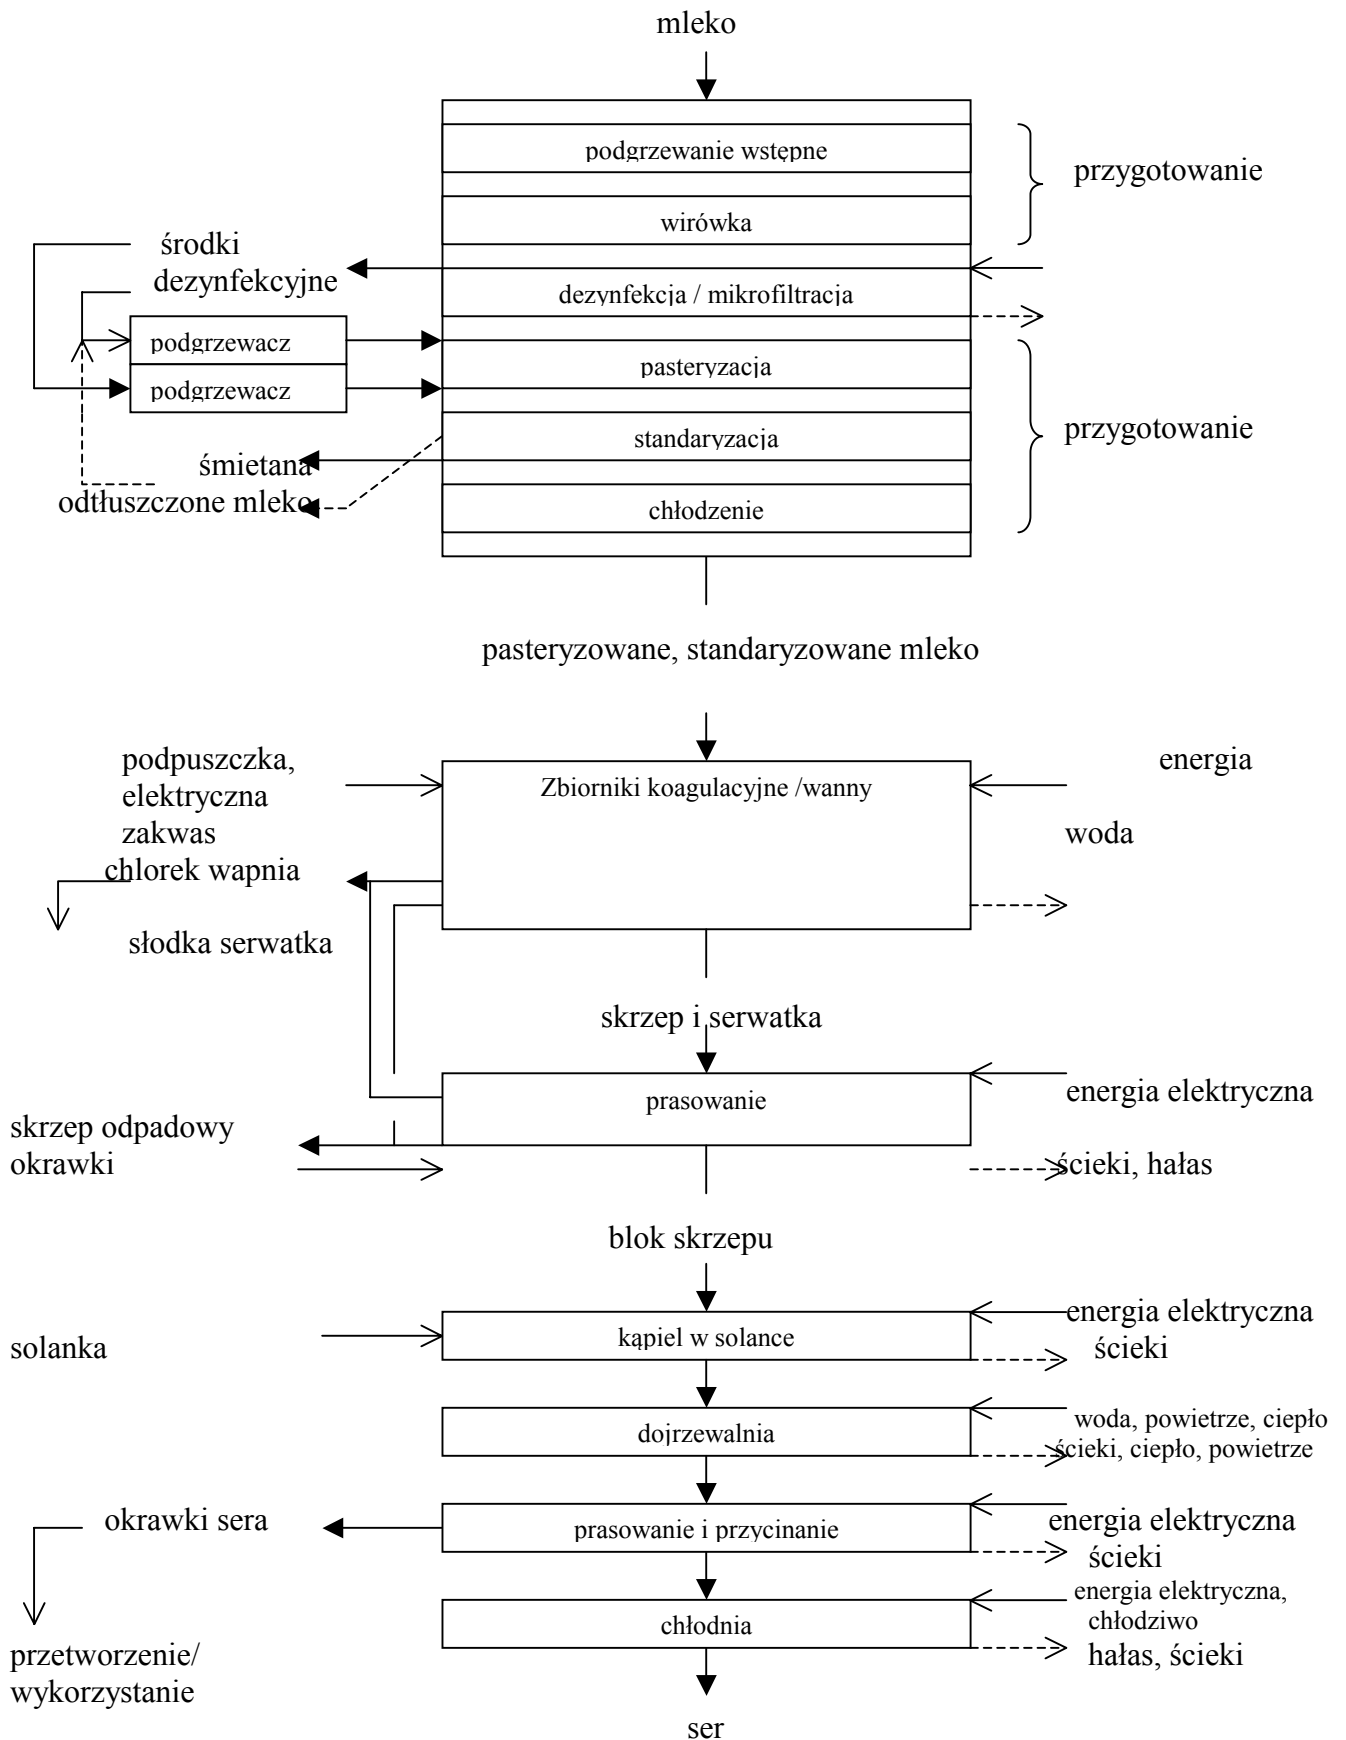 mleko
podgrzewanie wstępne
przygotowanie
wirówka
środki
dezynfekcyjne
dezynfekcja / mikrofiltracja
podgrzewacz
pasteryzacja
podgrzewacz
standaryzacja
przygotowanie
śmietana
odtłuszczone mleko
chłodzenie
pasteryzowane, standaryzowane mleko
podpuszczka,
elektryczna
zakwas
chlorek wapnia
Zbiorniki koagulacyjne /wanny
energia
woda
słodka serwatka
skrzep i serwatka
prasowanie
energia elektryczna
skrzep odpadowy
okrawki
ścieki, hałas
blok skrzepu
solanka
kąpiel w solance
energia elektryczna
ścieki
dojrzewalnia
woda, powietrze, ciepło
ścieki, ciepło, powietrze
okrawki sera
prasowanie i przycinanie
energia elektryczna
ścieki
chłodnia
energia elektryczna,
chłodziwo
hałas, ścieki
przetworzenie/
wykorzystanie
ser